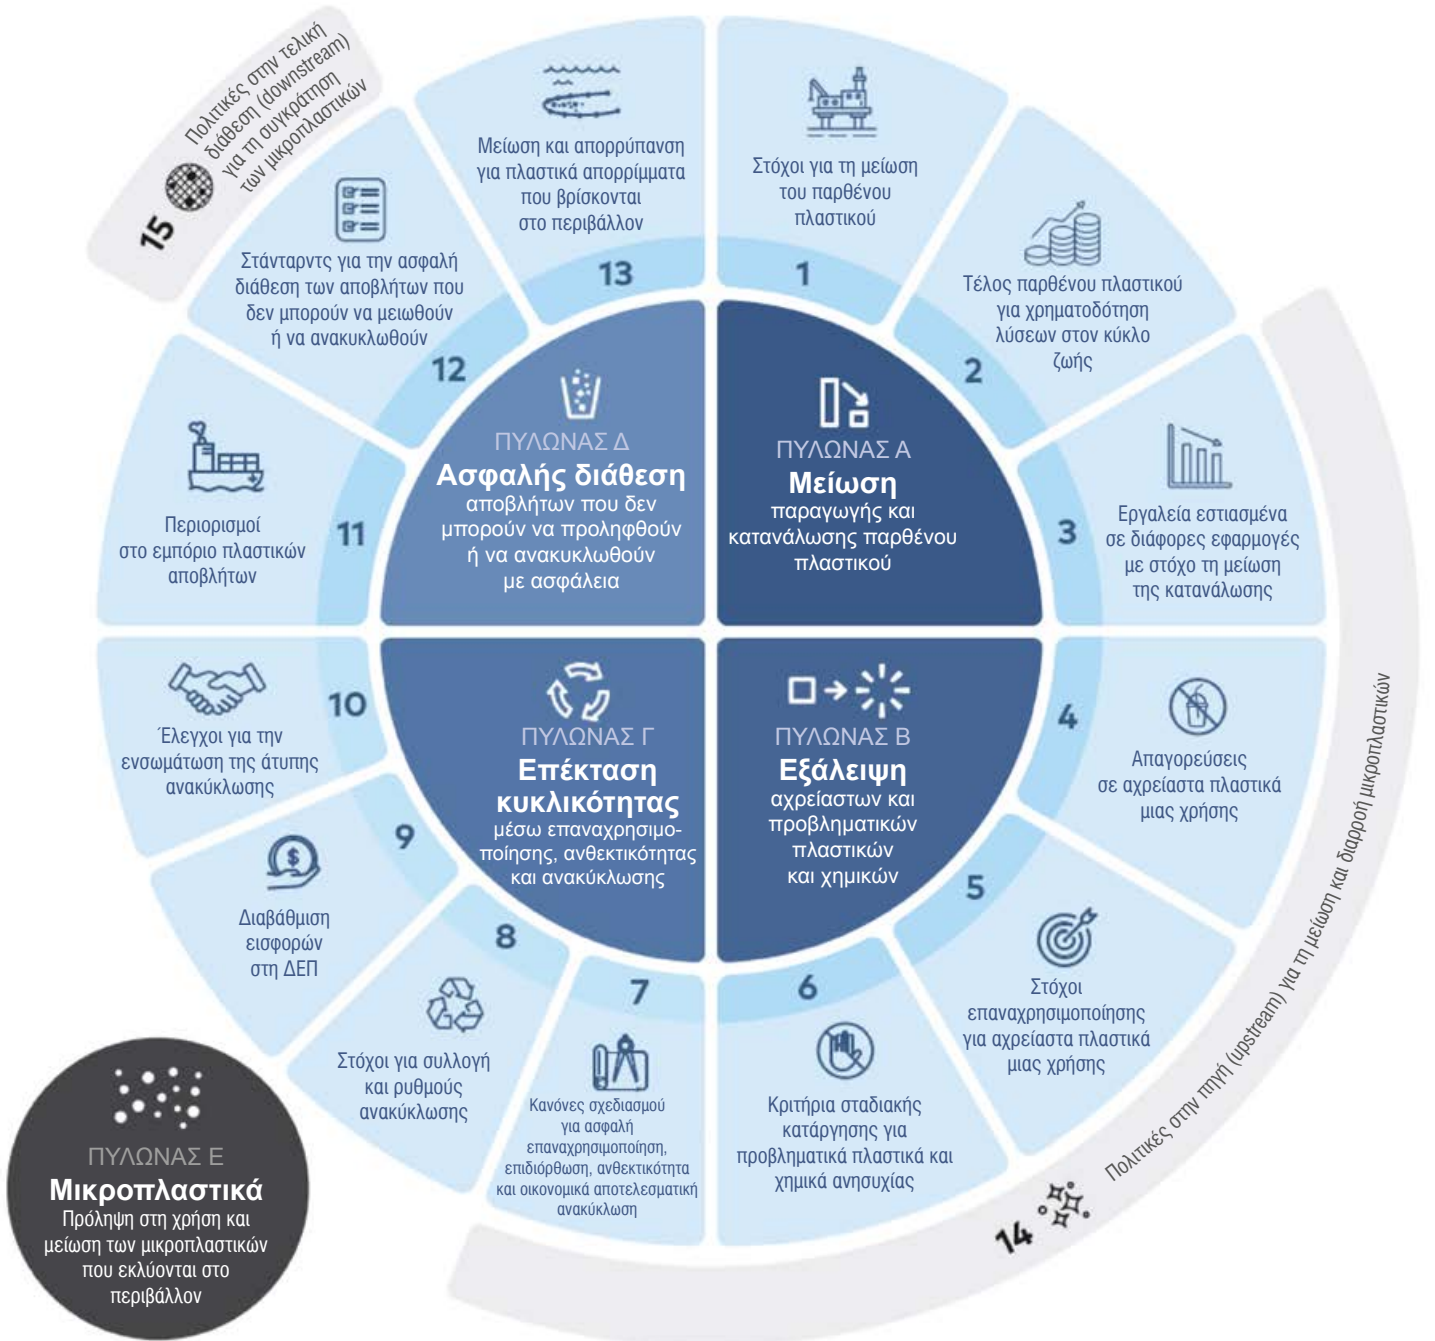 Πολιτικές στην τελική
διάθεση (downstream)
για τη συγκράτηση
των μικροπλαστικών
15
Μείωση και απορρύπανση
για πλαστικά απορρίμματα
που βρίσκονται
στο περιβάλλον
13
Στόχοι για τη μείωση
του παρθένου
πλαστικού
1
Τέλος παρθένου πλαστικού
για χρηματοδότηση
λύσεων στον κύκλο
ζωής
2
Εργαλεία εστιασμένα
σε διάφορες εφαρμογές
με στόχο τη μείωση
της κατανάλωσης
3
Απαγορεύσεις
σε αχρείαστα πλαστικά
μιας χρήσης
4
Στόχοι
επαναχρησιμοποίησης
για αχρείαστα πλαστικά
μιας χρήσης
5
Κριτήρια σταδιακής
κατάργησης για
προβληματικά πλαστικά και
χημικά ανησυχίας
6
Κανόνες σχεδιασμού
για ασφαλή
επαναχρησιμοποίηση,
επιδιόρθωση, ανθεκτικότητα
και οικονομικά αποτελεσματική
ανακύκλωση
7
Στόχοι για συλλογή
και ρυθμούς
ανακύκλωσης
8
Διαβάθμιση
εισφορών
στη ΔΕΠ
9
Έλεγχοι για την
ενσωμάτωση της άτυπης
ανακύκλωσης
10
Περιορισμοί
στο εμπόριο πλαστικών
αποβλήτων
11
Στάνταρντς για την ασφαλή
διάθεση των αποβλήτων που
δεν μπορούν να μειωθούν
ή να ανακυκλωθούν
12
ΠΥΛΩΝΑΣ Δ
Ασφαλής διάθεση
αποβλήτων που δεν
μπορούν να προληφθούν
ή να ανακυκλωθούν
με ασφάλεια
ΠΥΛΩΝΑΣ Α
Μείωση
παραγωγής και
κατανάλωσης παρθένου
πλαστικού
ΠΥΛΩΝΑΣ Γ
Επέκταση
κυκλικότητας
μέσω επαναχρησιμο-
ποίησης, ανθεκτικότητας
και ανακύκλωσης
ΠΥΛΩΝΑΣ Β
Εξάλειψη
αχρείαστων και
προβληματικών
πλαστικών
και χημικών
14
Πολιτικές στην πηγή (upstream) για τη μείωση και διαρροή μικροπλαστικών
ΠΥΛΩΝΑΣ Ε
Μικροπλαστικά
Πρόληψη στη χρήση και
μείωση των μικροπλαστικών
που εκλύονται στο
περιβάλλον